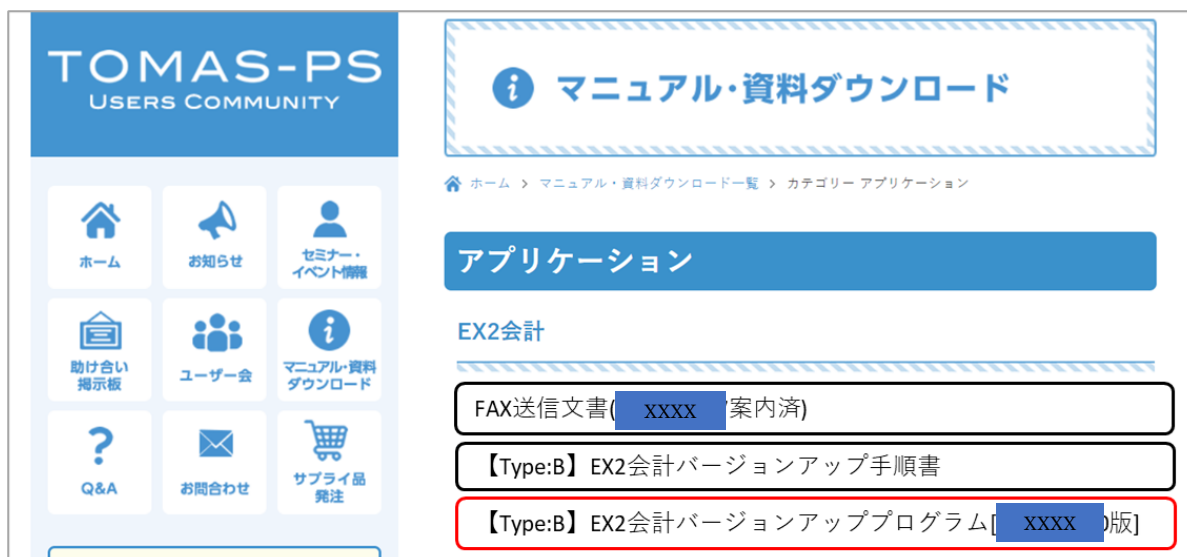 TOMAS-PS
USERS COMMUNITY
マニュアル・資料ダウンロード
ホーム > マニュアル・資料ダウンロード一覧 > カテゴリー アプリケーション
ホーム
お知らせ
セミナー・
イベント情報
助け合い
掲示板
ユーザー会
マニュアル・資料
ダウンロード
Q&A
お問合わせ
サプライ品
発注
アプリケーション
EX2会計
FAX送信文書( xxxx 案内済)
【Type:B】EX2会計バージョンアップ手順書
【Type:B】EX2会計バージョンアッププログラム[ xxxx 版]